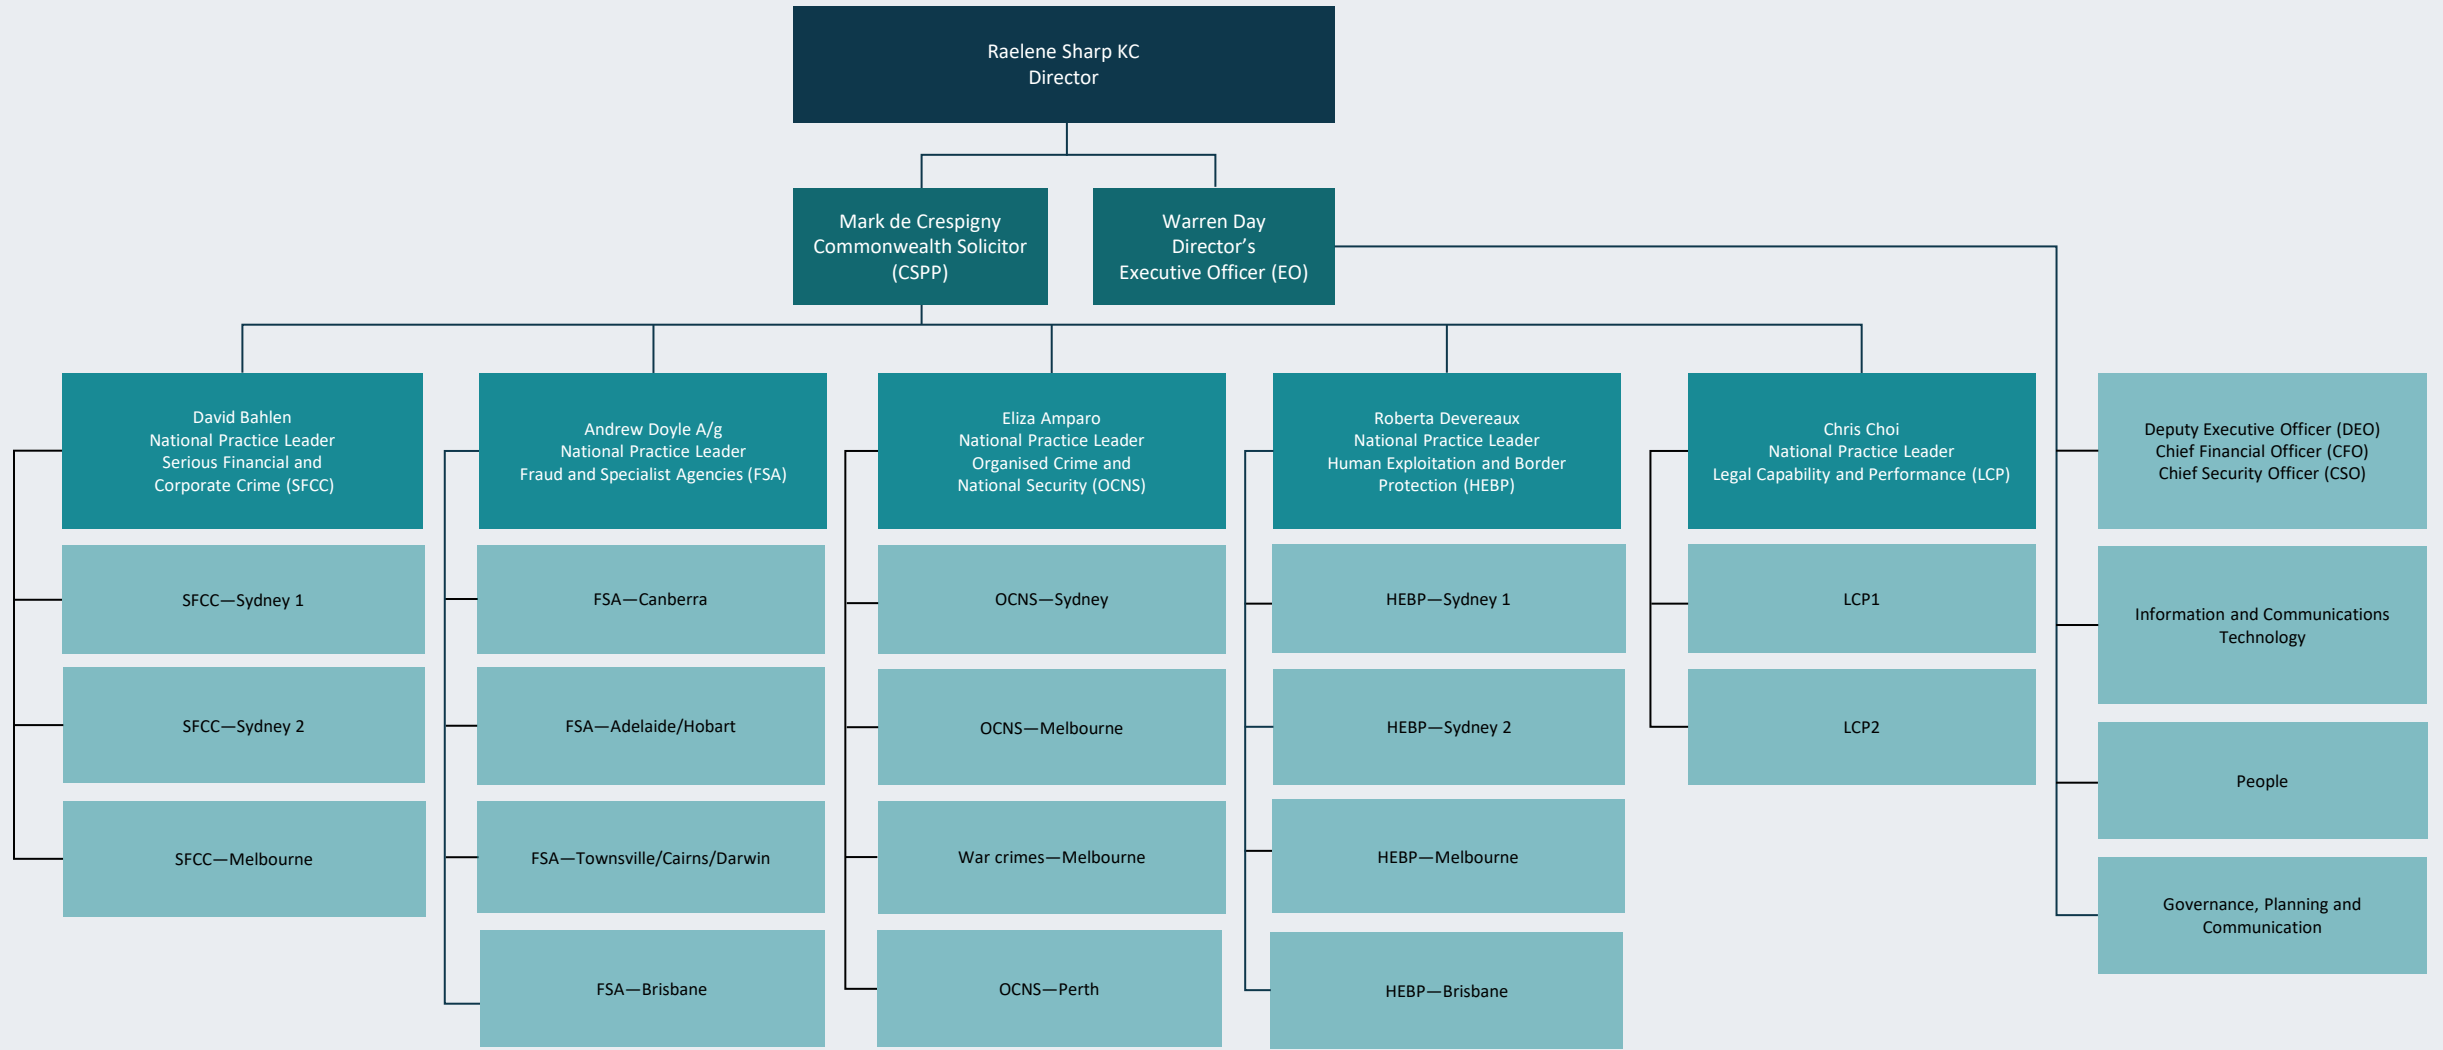 Raelene Sharp KC
Director
Mark de Crespigny
Commonwealth Solicitor
(CSPP)
Warren Day
Director’s
Executive Officer (EO)
David Bahlen
National Practice Leader
Serious Financial and
Corporate Crime (SFCC)
SFCC—Sydney 1
SFCC—Sydney 2
SFCC—Melbourne
Andrew Doyle A/g
National Practice Leader
Fraud and Specialist Agencies (FSA)
FSA—Canberra
FSA—Adelaide/Hobart
FSA—Townsville/Cairns/Darwin
FSA—Brisbane
Eliza Amparo
National Practice Leader
Organised Crime and
National Security (OCNS)
OCNS—Sydney
OCNS—Melbourne
War crimes—Melbourne
OCNS—Perth
Roberta Devereaux
National Practice Leader
Human Exploitation and Border
Protection (HEBP)
HEBP—Sydney 1
HEBP—Sydney 2
HEBP—Melbourne
HEBP—Brisbane
Chris Choi
National Practice Leader
Legal Capability and Performance (LCP)
LCP1
LCP2
Deputy Executive Officer (DEO)
Chief Financial Officer (CFO)
Chief Security Officer (CSO)
Information and Communications
Technology
People
Governance, Planning and
Communication